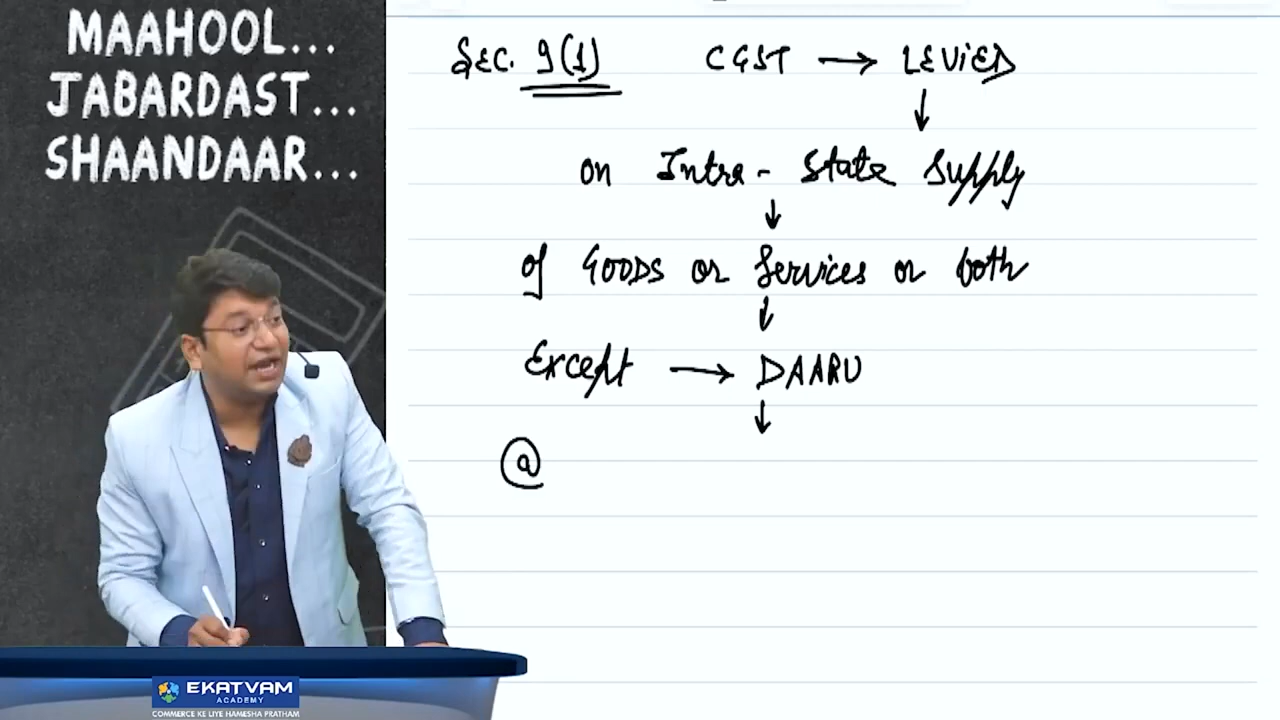 MAAHOOL...
JABARDAST...
SHAANDAAR...
SEC. 9(1) CGST → LEVIED
↓
on Intra - State Supply
↓
of GOODS or Services or both
↓
Except → DAARU
↓
@
EKATVAM
ACADEMY
COMMERCE KE LIYE HAMESHA PRATHAM